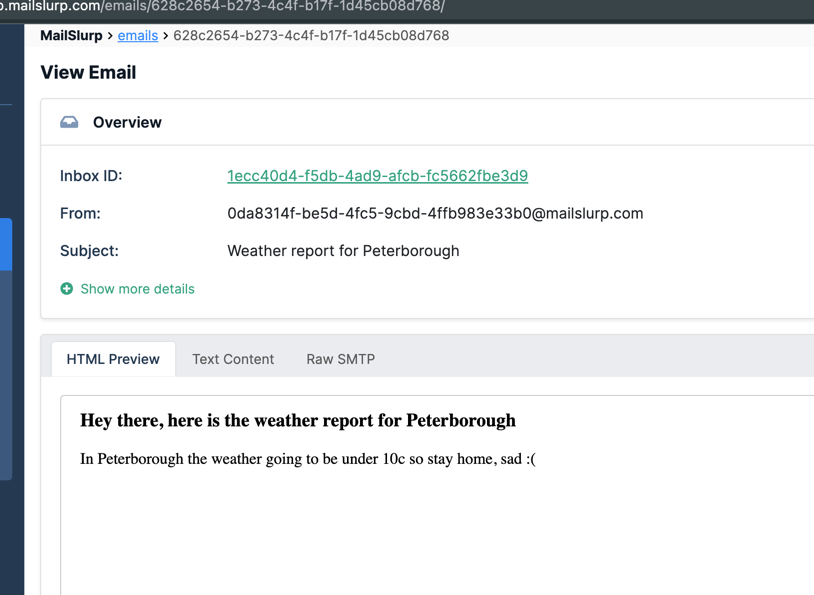 o.mailslurp.com/emails/628c2654-b273-4c4f-b17f-1d45cb08d768/
MailSlurp > emails > 628c2654-b273-4c4f-b17f-1d45cb08d768
View Email
Overview
Inbox ID: 1ecc40d4-f5db-4ad9-afcb-fc5662fbe3d9
From: 0da8314f-be5d-4fc5-9cbd-4ffb983e33b0@mailslurp.com
Subject: Weather report for Peterborough
Show more details
HTML Preview Text Content Raw SMTP
Hey there, here is the weather report for Peterborough
In Peterborough the weather going to be under 10c so stay home, sad :(